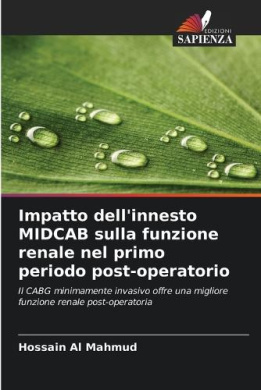 EDIZIONI
SAPIENZA
Impatto dell'innesto
MIDCAB sulla funzione
renale nel primo
periodo post-operatorio
Il CABG minimamente invasivo offre una migliore
funzione renale post-operatoria
Hossain Al Mahmud